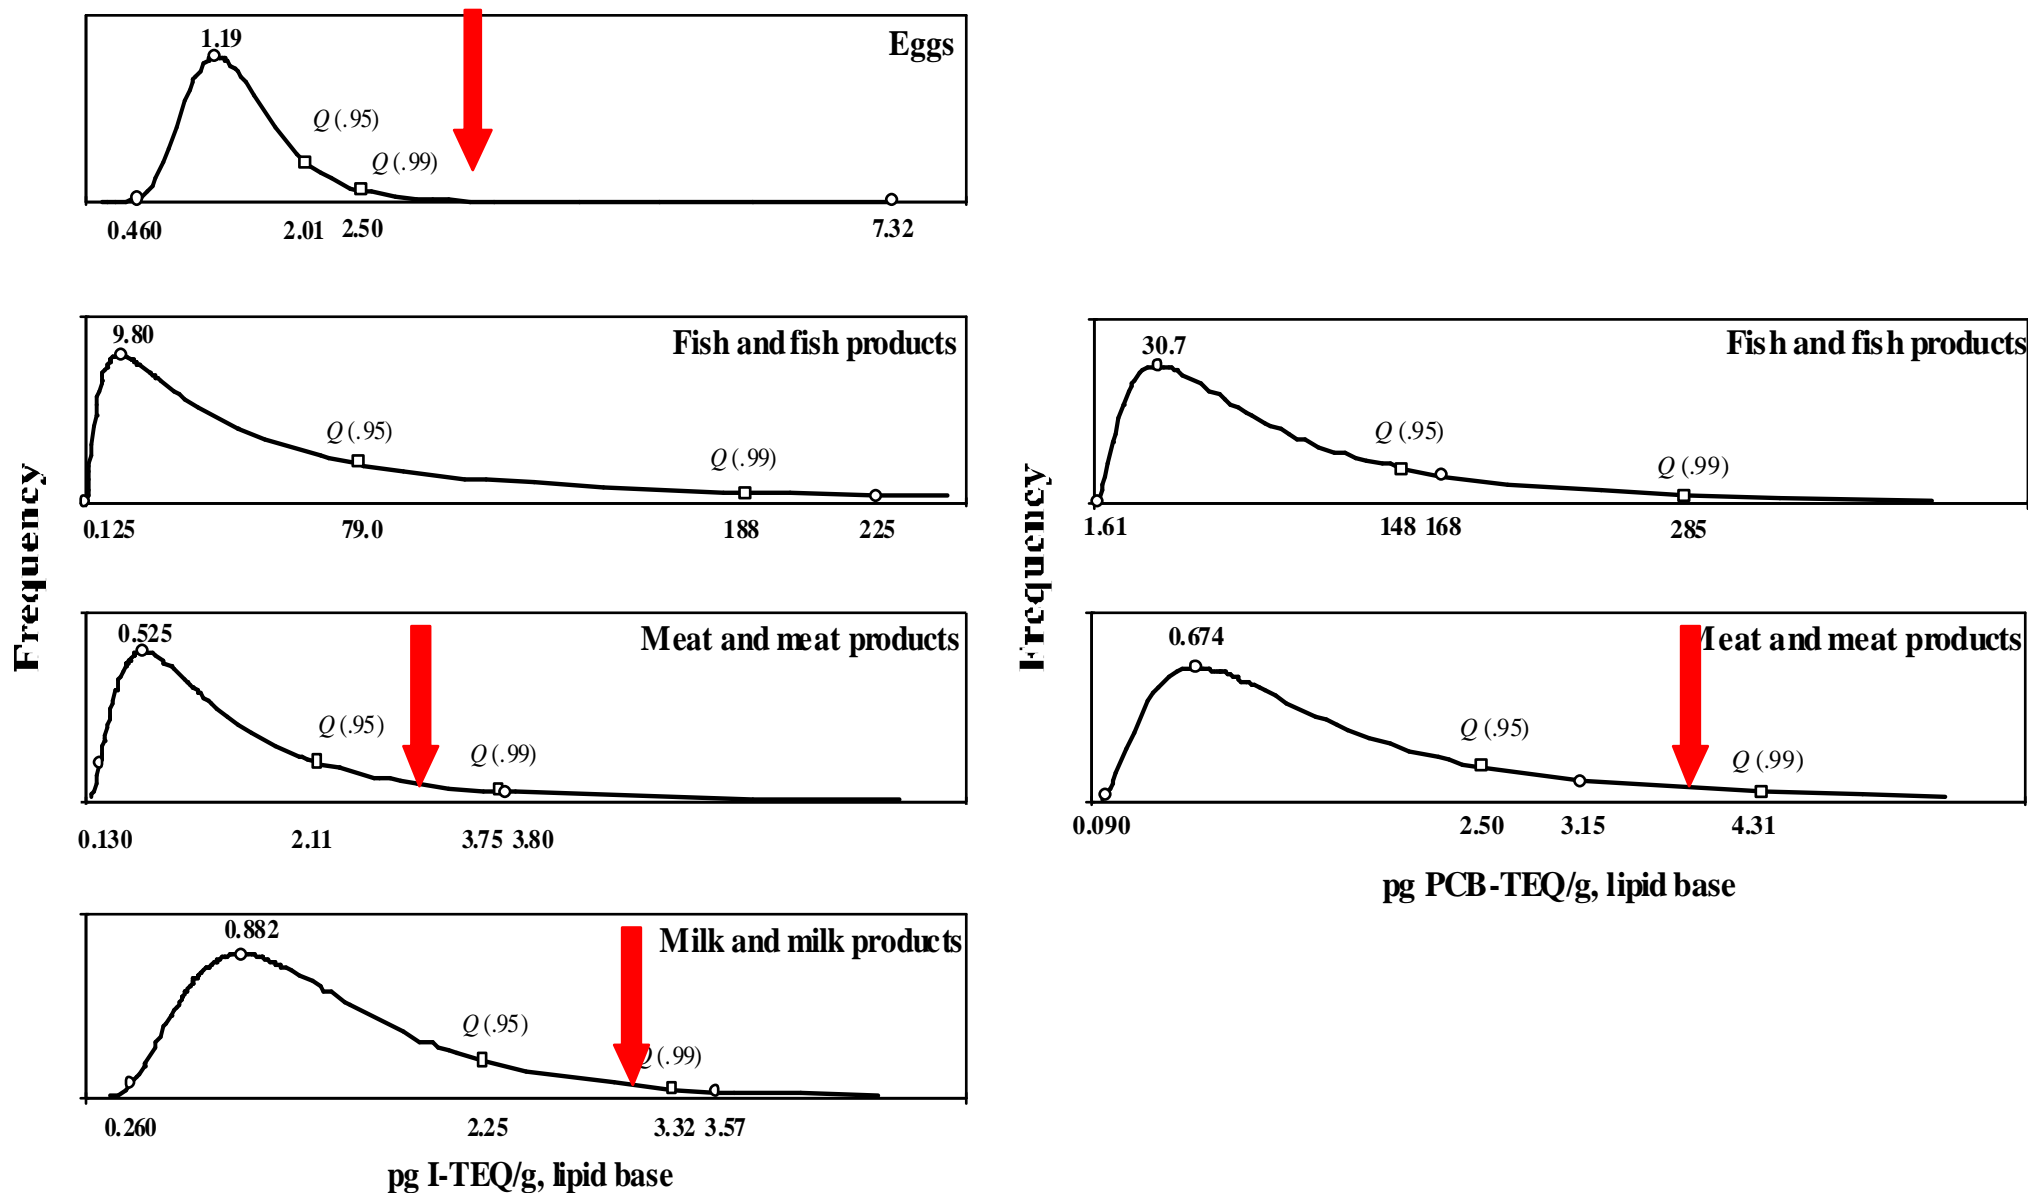 1.19
Eggs
Q (.95)
Q (.99)
0.460 2.01 2.50 7.32
9.80
Fish and fish products
Q (.95)
Q (.99)
0.125 79.0 188 225
Frequency
0.525
Meat and meat products
Q (.95)
Q (.99)
0.130 2.11 3.75 3.80
0.882
Milk and milk products
Q (.95)
Q (.99)
0.260 2.25 3.32 3.57
pg I-TEQ/g, lipid base
30.7
Fish and fish products
Q (.95)
Q (.99)
1.61 148 168 285
Frequency
0.674
Meat and meat products
Q (.95)
Q (.99)
0.090 2.50 3.15 4.31
pg PCB-TEQ/g, lipid base